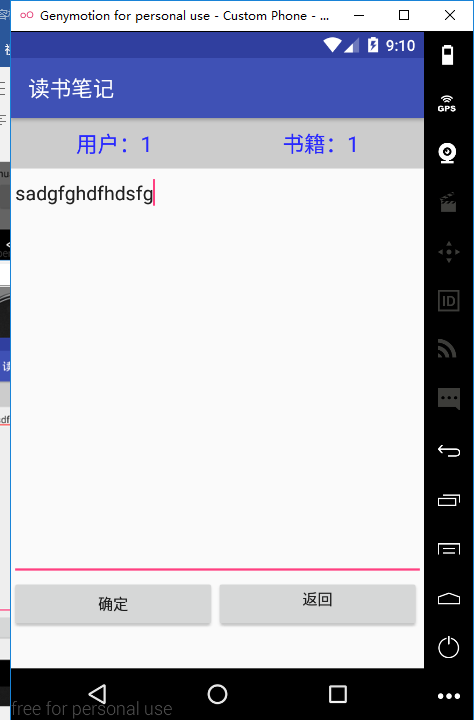 Genymotion for personal use - Custom Phone - ...
9:10
读书笔记
用户：1 书籍：1
sadgfghdfhdsfg
GPS
ID
确定 返回
free for personal use